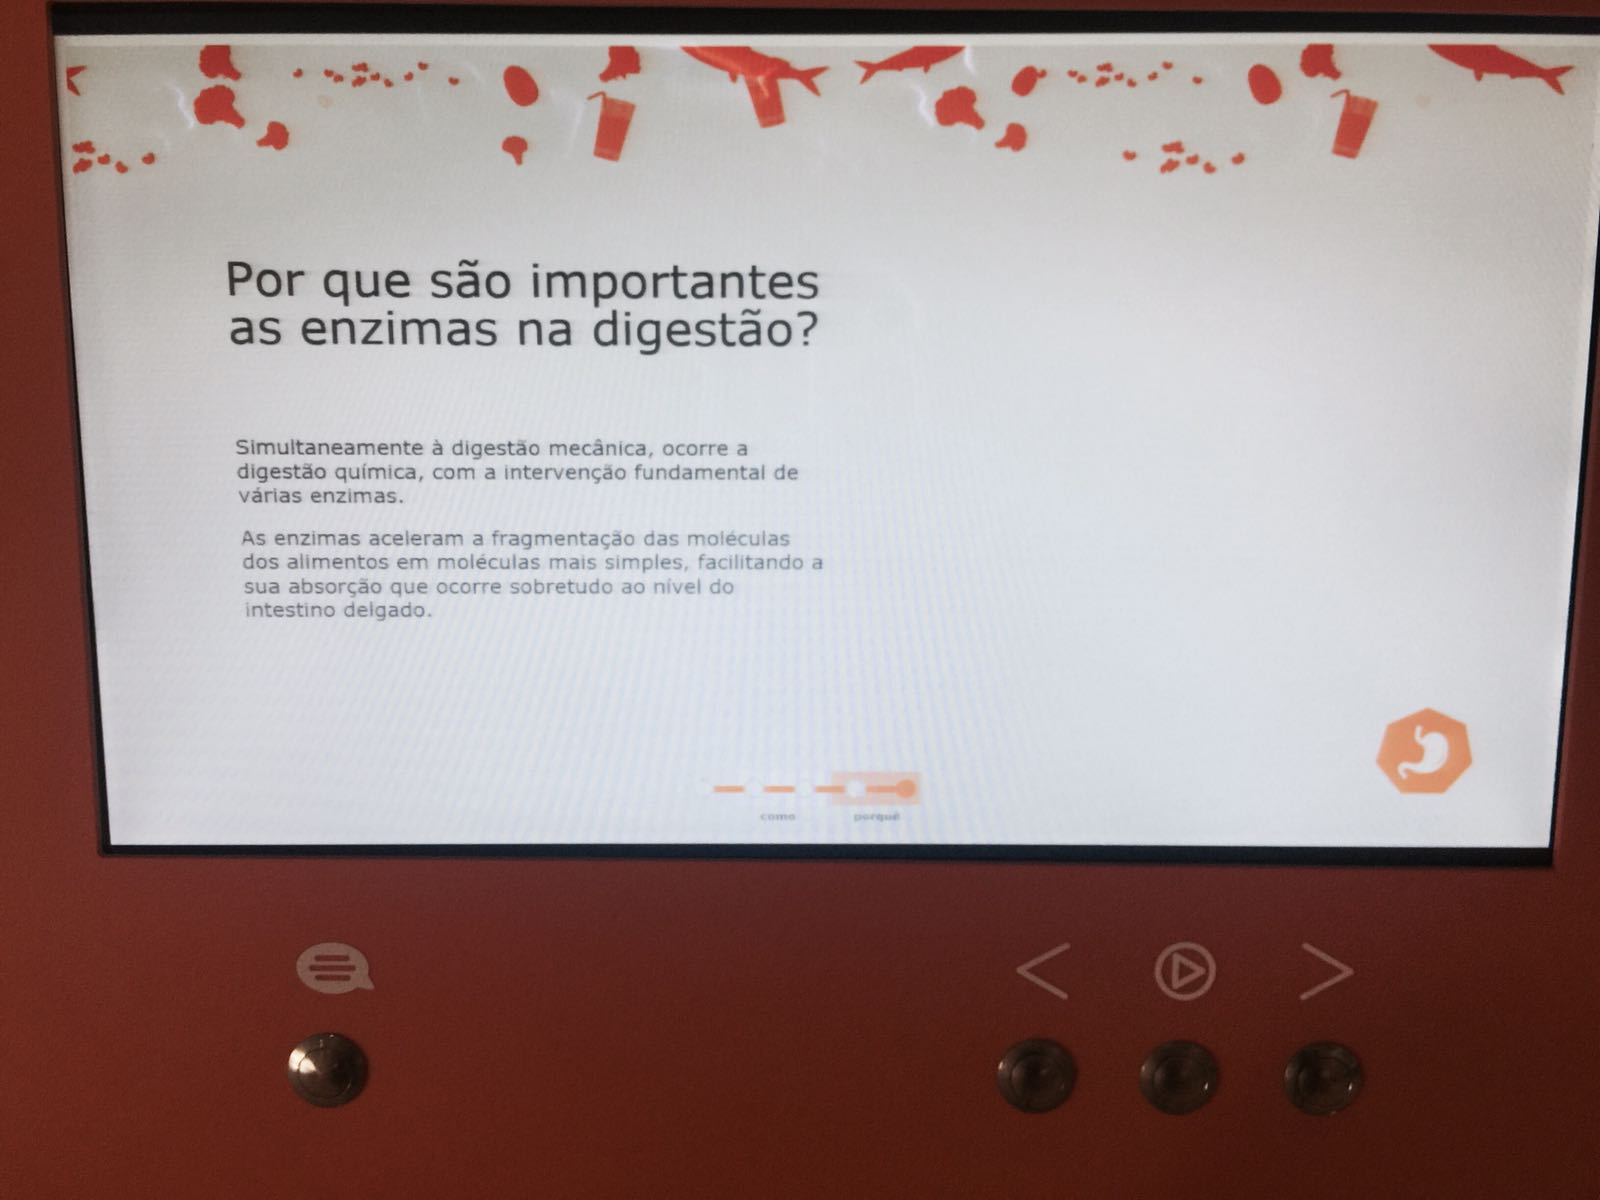 Por que são importantes
as enzimas na digestão?
Simultaneamente à digestão mecânica, ocorre a
digestão química, com a intervenção fundamental de
várias enzimas.
As enzimas aceleram a fragmentação das moléculas
dos alimentos em moléculas mais simples, facilitando a
sua absorção que ocorre sobretudo ao nível do
intestino delgado.
como porquê